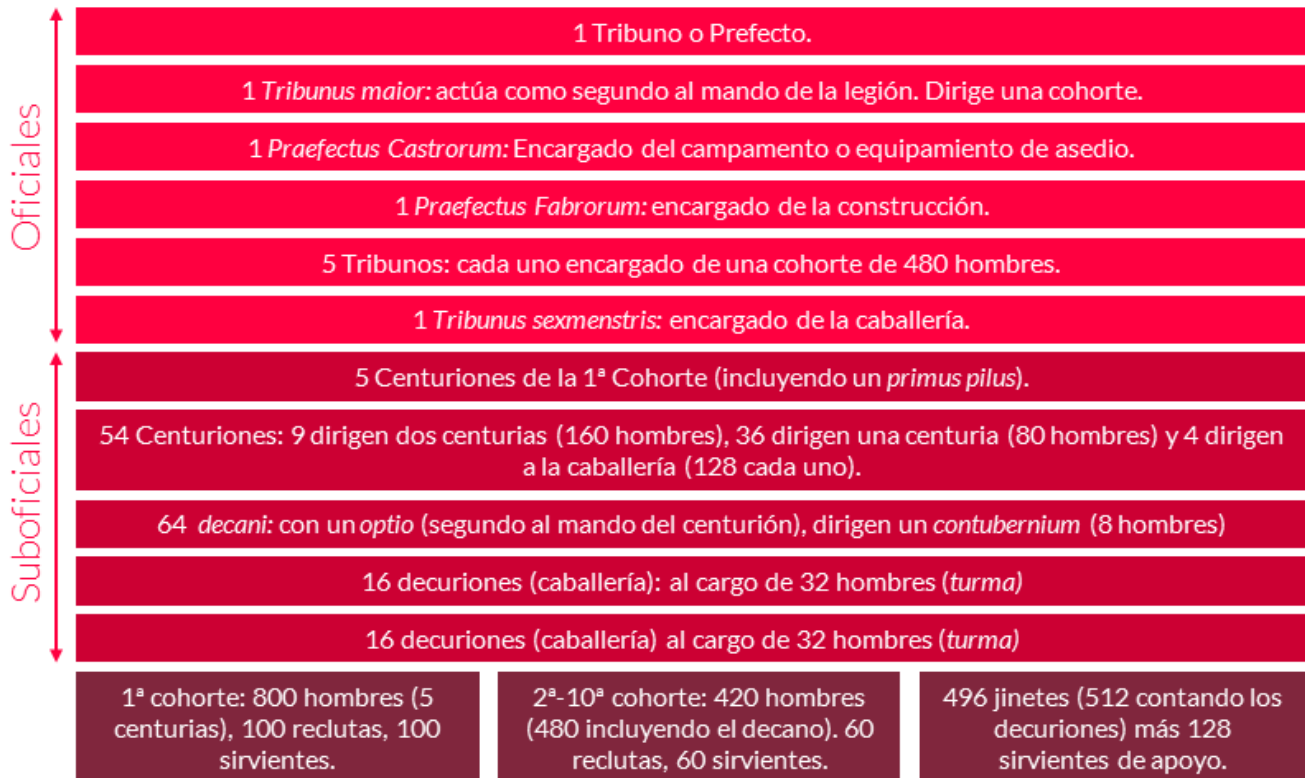 Oficiales
1 Tribuno o Prefecto.
1 Tribunus maior: actúa como segundo al mando de la legión. Dirige una cohorte.
1 Praefectus Castrorum: Encargado del campamento o equipamiento de asedio.
1 Praefectus Fabrorum: encargado de la construcción.
5 Tribunos: cada uno encargado de una cohorte de 480 hombres.
1 Tribunus sexmenstris: encargado de la caballería.
Suboficiales
5 Centuriones de la 1ª Cohorte (incluyendo un primus pilus).
54 Centuriones: 9 dirigen dos centurias (160 hombres), 36 dirigen una centuria (80 hombres) y 4 dirigen
a la caballería (128 cada uno).
64 decani: con un optio (segundo al mando del centurión), dirigen un contubernium (8 hombres)
16 decuriones (caballería): al cargo de 32 hombres (turma)
16 decuriones (caballería) al cargo de 32 hombres (turma)
1ª cohorte: 800 hombres (5
centurias), 100 reclutas, 100
sirvientes.
2ª-10ª cohorte: 420 hombres
(480 incluyendo el decano). 60
reclutas, 60 sirvientes.
496 jinetes (512 contando los
decuriones) más 128
sirvientes de apoyo.